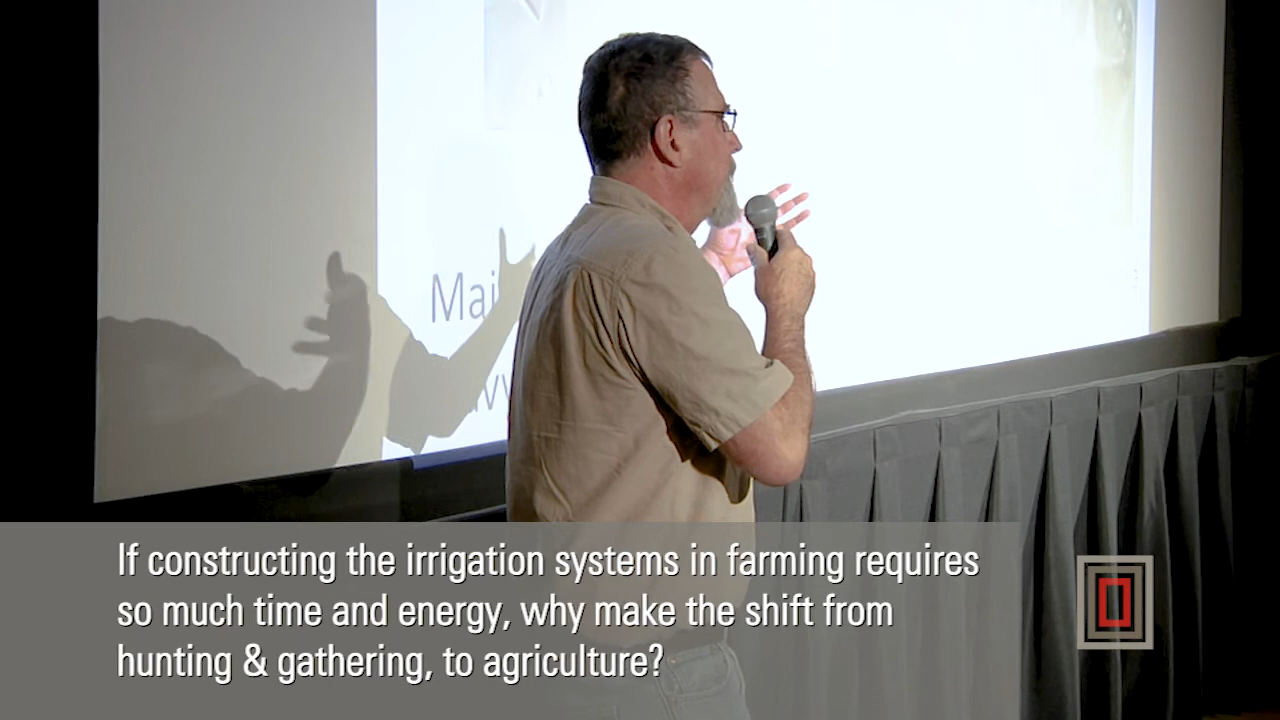 Mai
If constructing the irrigation systems in farming requires
so much time and energy, why make the shift from
hunting & gathering, to agriculture?